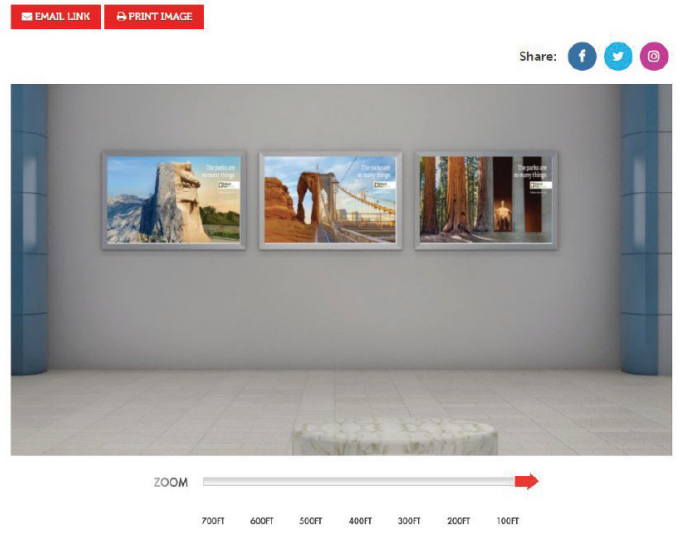 EMAIL LINK
PRINT IMAGE
Share:
The parks are
so many things.
The parks are
so many things.
The parks are
so many things.
ZOOM
700FT 600FT 500FT 400FT 300FT 200FT 100FT